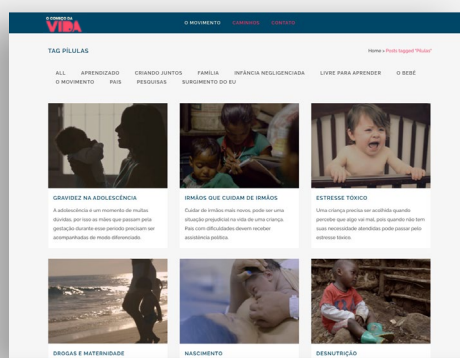 O COMEÇO DA
VIDA
O MOVIMENTO CAMINHOS CONTATO
TAG PÍLULAS
Home » Posts tagged "Pílulas"
ALL APRENDIZADO CRIANDO JUNTOS FAMÍLIA INFÂNCIA NEGLIGENCIADA LIVRE PARA APRENDER O BEBÊ
O MOVIMENTO PAIS PESQUISAS SURGIMENTO DO EU
GRAVIDEZ NA ADOLESCÊNCIA
A adolescência é um momento de muitas
dúvidas, por isso as mães que passam pela
gestação durante esse período precisam ser
acompanhadas de modo diferenciado.
IRMÃOS QUE CUIDAM DE IRMÃOS
Cuidar de irmãos mais novos, pode ser uma
situação prejudicial na vida de uma criança.
Pais com dificuldades devem receber
assistência política.
ESTRESSE TÓXICO
Uma criança precisa ser acolhida quando
percebe que algo vai mal, pois quando não tem
suas necessidade atendidas pode passar pelo
estresse tóxico.
DROGAS E MATERNIDADE
NASCIMENTO
DESNUTRIÇÃO